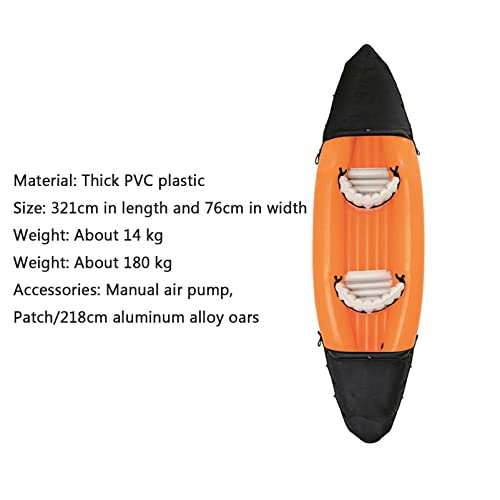 Material: Thick PVC plastic
Size: 321cm in length and 76cm in width
Weight: About 14 kg
Weight: About 180 kg
Accessories: Manual air pump,
Patch/218cm aluminum alloy oars